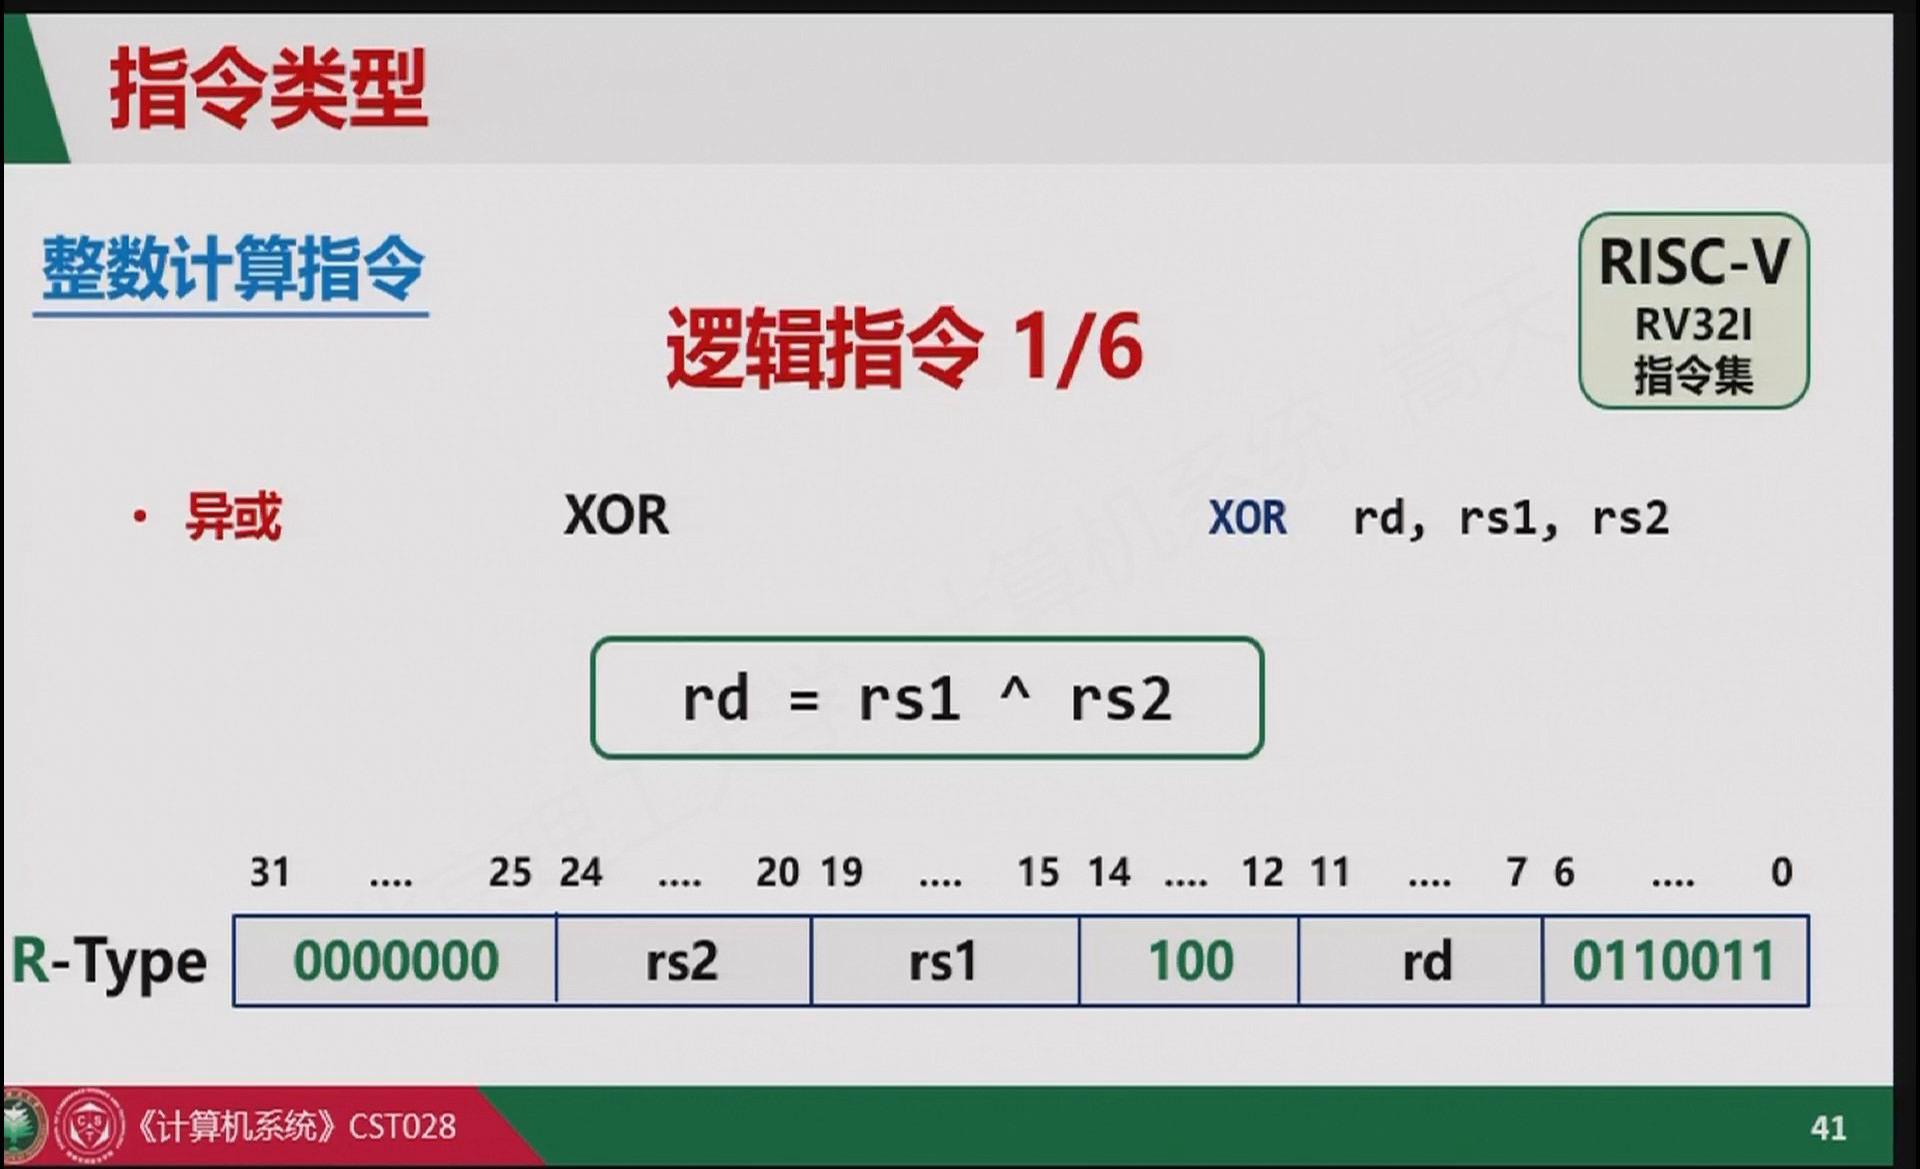 指令类型
整数计算指令
RISC-V
RV32I
指令集
逻辑指令 1/6
• 异或 XOR XOR rd, rs1, rs2
rd = rs1 ^ rs2
31 .... 25 24 .... 20 19 .... 15 14 .... 12 11 .... 7 6 .... 0
R-Type 0000000 rs2 rs1 100 rd 0110011
《计算机系统》CST028
41